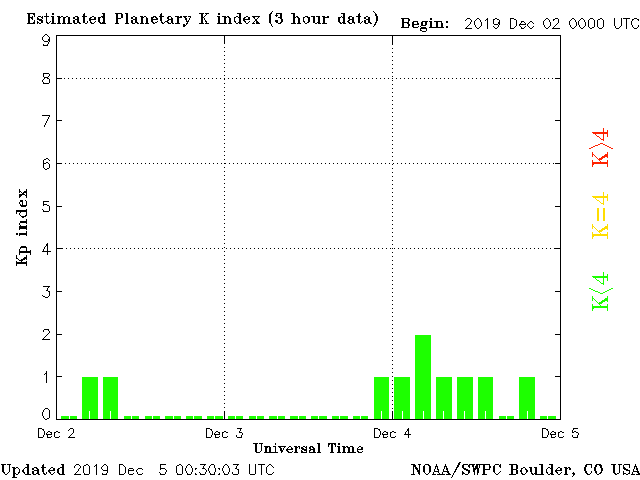 Estimated Planetary K index (3 hour data) Begin: 2019 Dec 02 0000 UTC
9
8
7
6
5
4
3
2
1
0
Kp index
K>4
K=4
K<4
Dec 2 Dec 3 Dec 4 Dec 5
Universal Time
Updated 2019 Dec 5 00:30:03 UTC NOAA/SWPC Boulder, CO USA